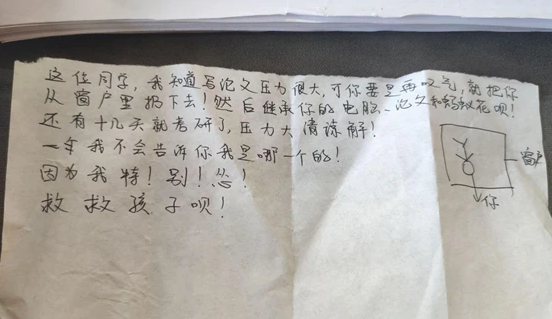 这位同学，我知道写论文压力很大，可你要是再叹气，就把你
从窗户里扔下去！然后继承你的电脑、论文和蚂蚁花呗！
还有十几天就考研了，压力大请谅解！
我不会告诉你我是哪一个的！
因为我特！别！怂！
救救孩子呗！
窗户
你